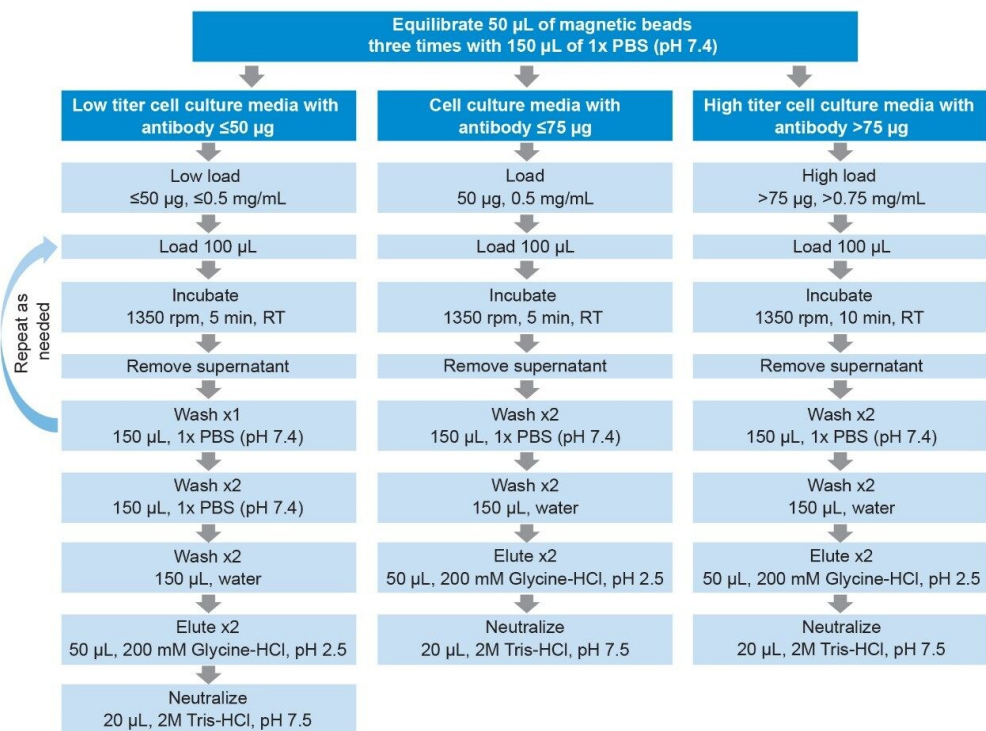 Equilibrate 50 µL of magnetic beads
three times with 150 µL of 1x PBS (pH 7.4)
Low titer cell culture media with
antibody ≤50 µg
Low load
≤50 µg, ≤0.5 mg/mL
Load 100 µL
Incubate
1350 rpm, 5 min, RT
Remove supernatant
Wash x1
150 µL, 1x PBS (pH 7.4)
Repeat as
needed
Wash x2
150 µL, 1x PBS (pH 7.4)
Wash x2
150 µL, water
Elute x2
50 µL, 200 mM Glycine-HCl, pH 2.5
Neutralize
20 µL, 2M Tris-HCl, pH 7.5
Cell culture media with
antibody ≤75 µg
Load
50 µg, 0.5 mg/mL
Load 100 µL
Incubate
1350 rpm, 5 min, RT
Remove supernatant
Wash x2
150 µL, 1x PBS (pH 7.4)
Wash x2
150 µL, water
Elute x2
50 µL, 200 mM Glycine-HCl, pH 2.5
Neutralize
20 µL, 2M Tris-HCl, pH 7.5
High titer cell culture media with
antibody >75 µg
High load
>75 µg, >0.75 mg/mL
Load 100 µL
Incubate
1350 rpm, 10 min, RT
Remove supernatant
Wash x2
150 µL, 1x PBS (pH 7.4)
Wash x2
150 µL, water
Elute x2
50 µL, 200 mM Glycine-HCl, pH 2.5
Neutralize
20 µL, 2M Tris-HCl, pH 7.5